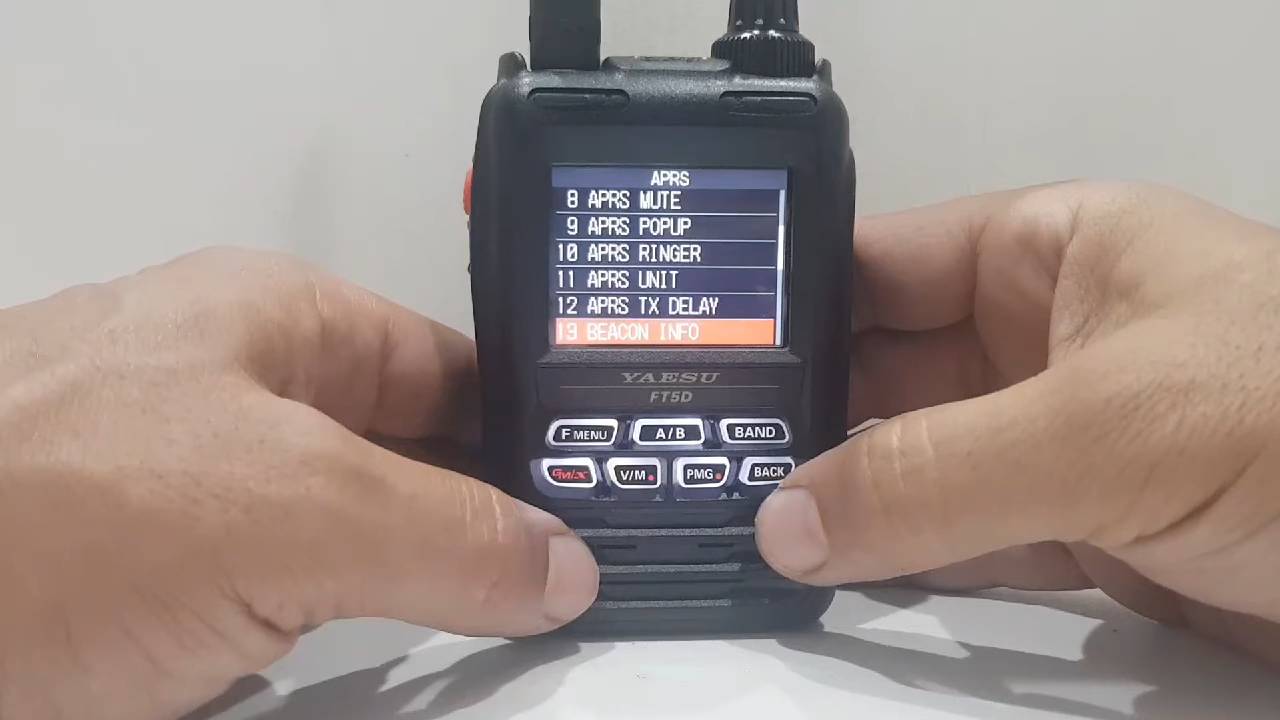 APRS
8 APRS MUTE
9 APRS POPUP
10 APRS RINGER
11 APRS UNIT
12 APRS TX DELAY
13 BEACON INFO
YAESU
FT5D
F MENU A/B BAND
GM/X V/M PMG BACK